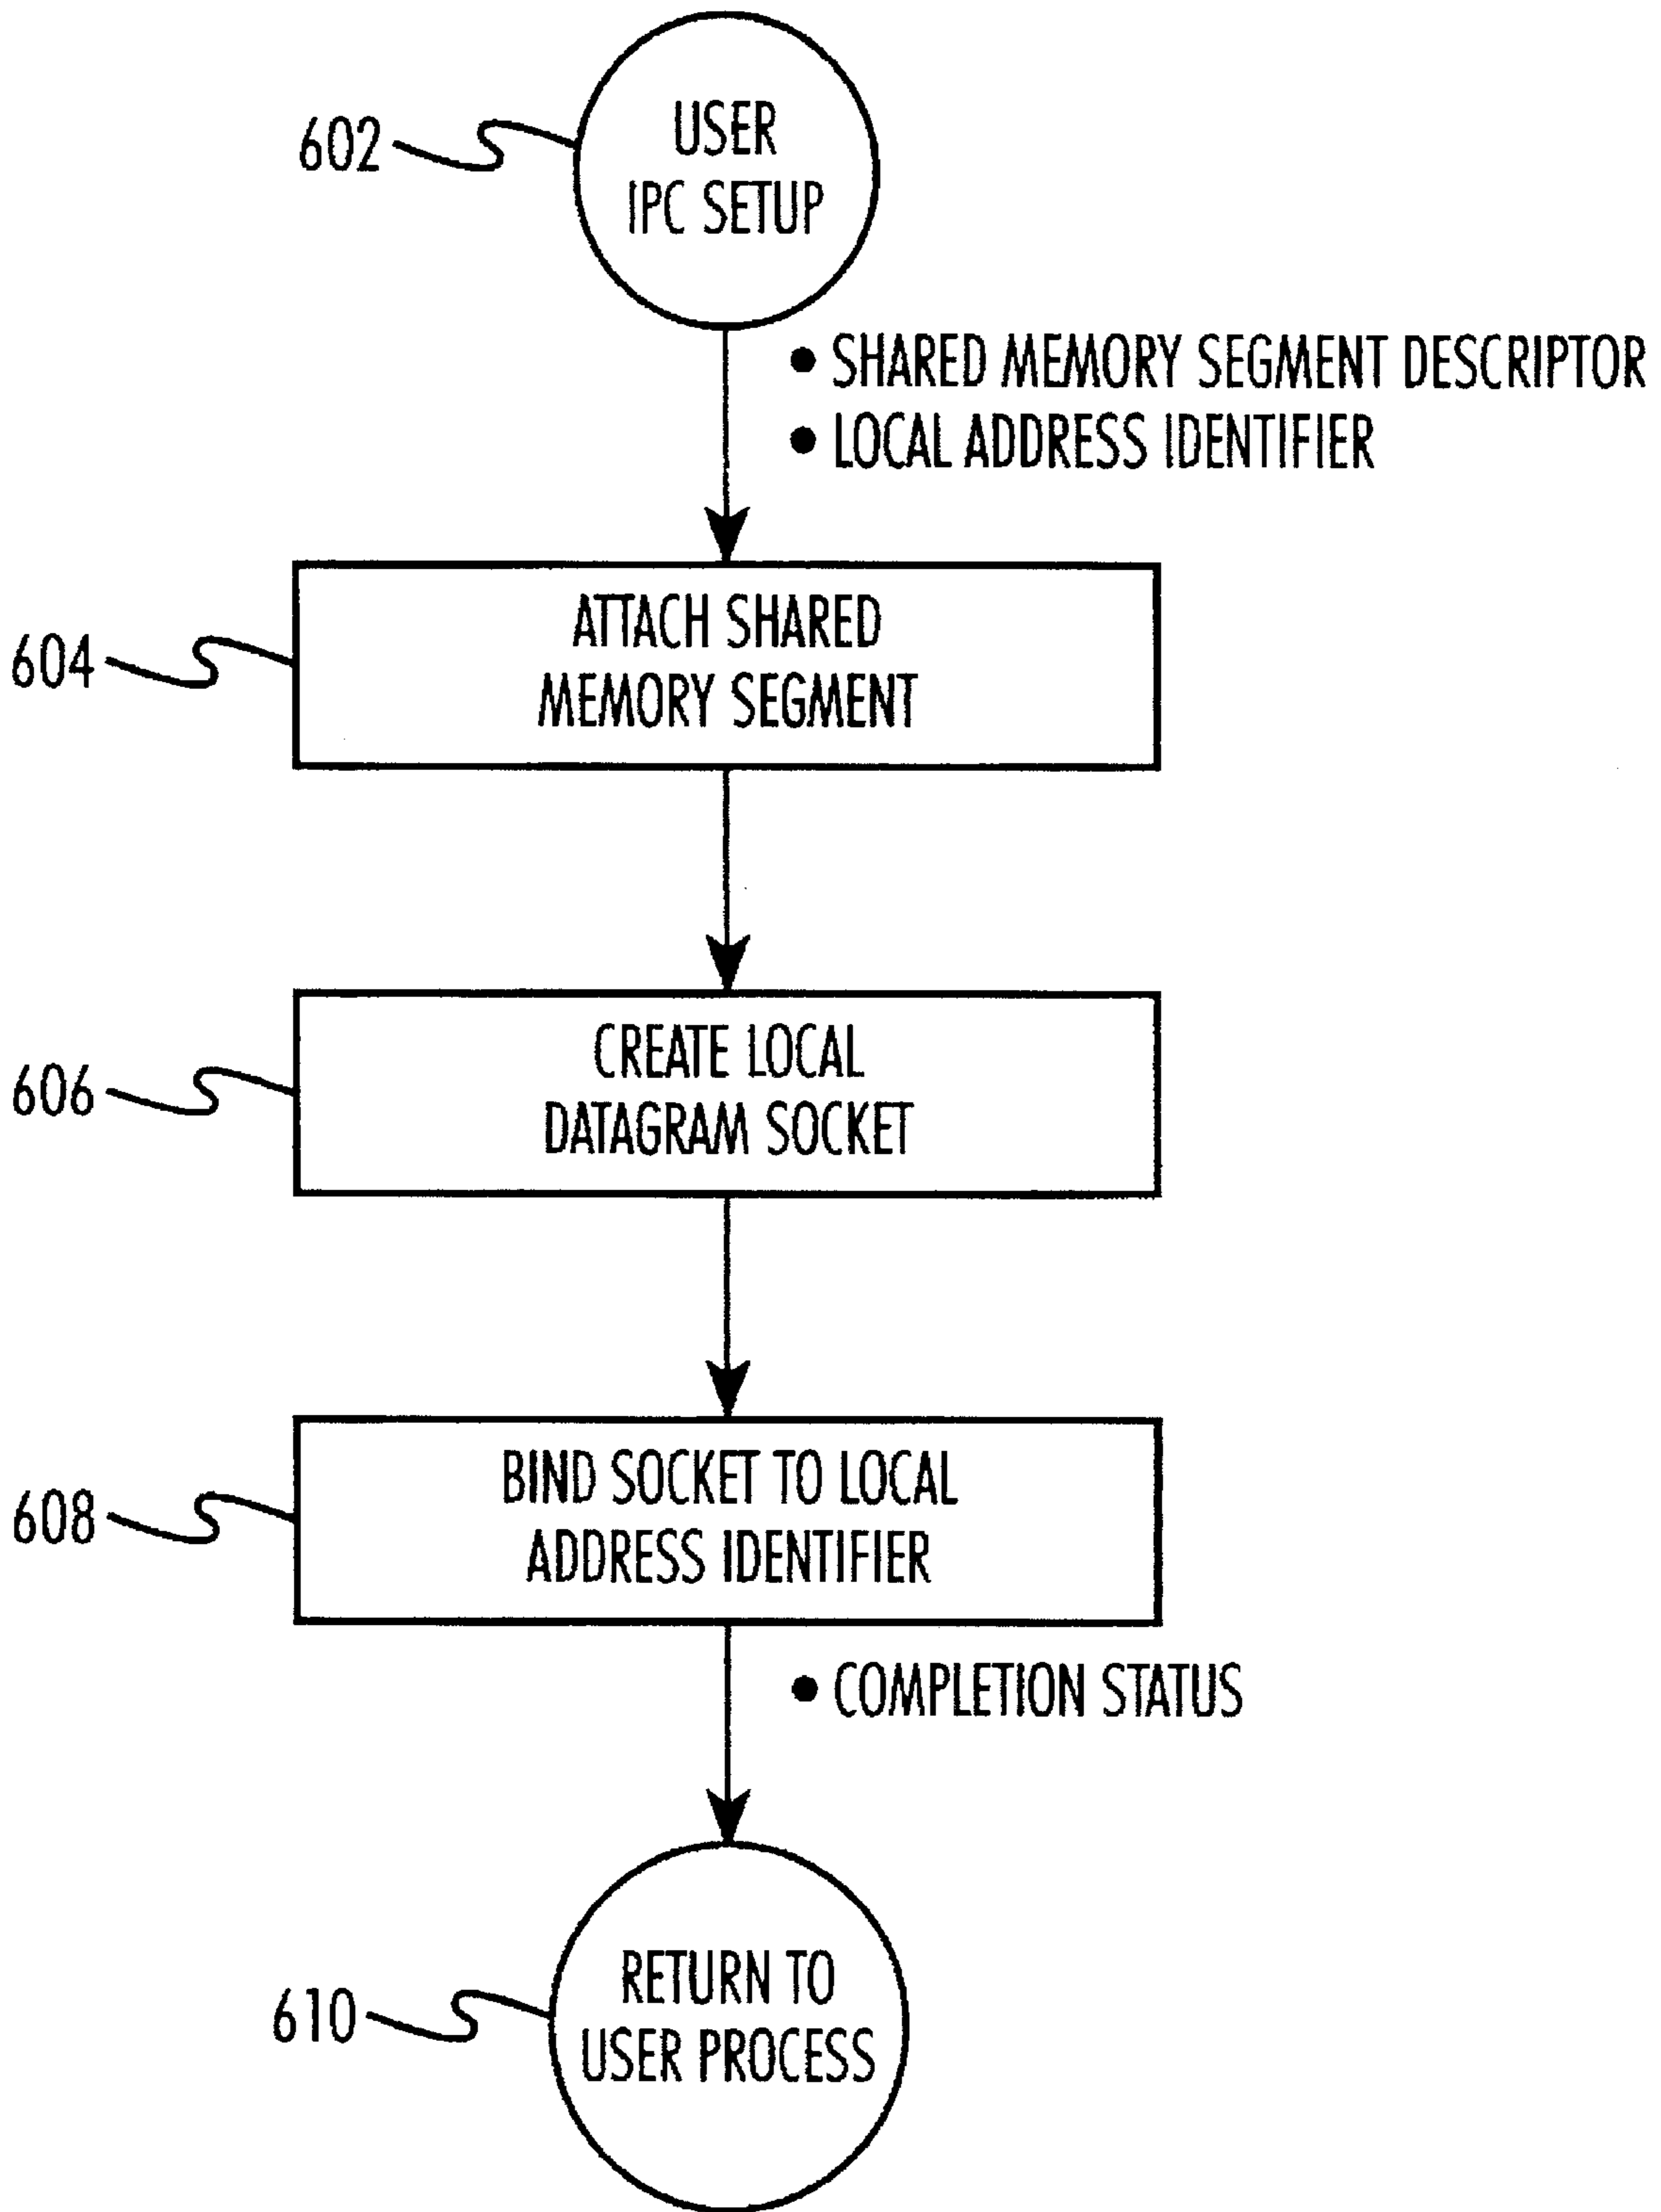 602
USER
IPC SETUP
• SHARED MEMORY SEGMENT DESCRIPTOR
• LOCAL ADDRESS IDENTIFIER
604
ATTACH SHARED
MEMORY SEGMENT
606
CREATE LOCAL
DATAGRAM SOCKET
608
BIND SOCKET TO LOCAL
ADDRESS IDENTIFIER
• COMPLETION STATUS
610
RETURN TO
USER PROCESS